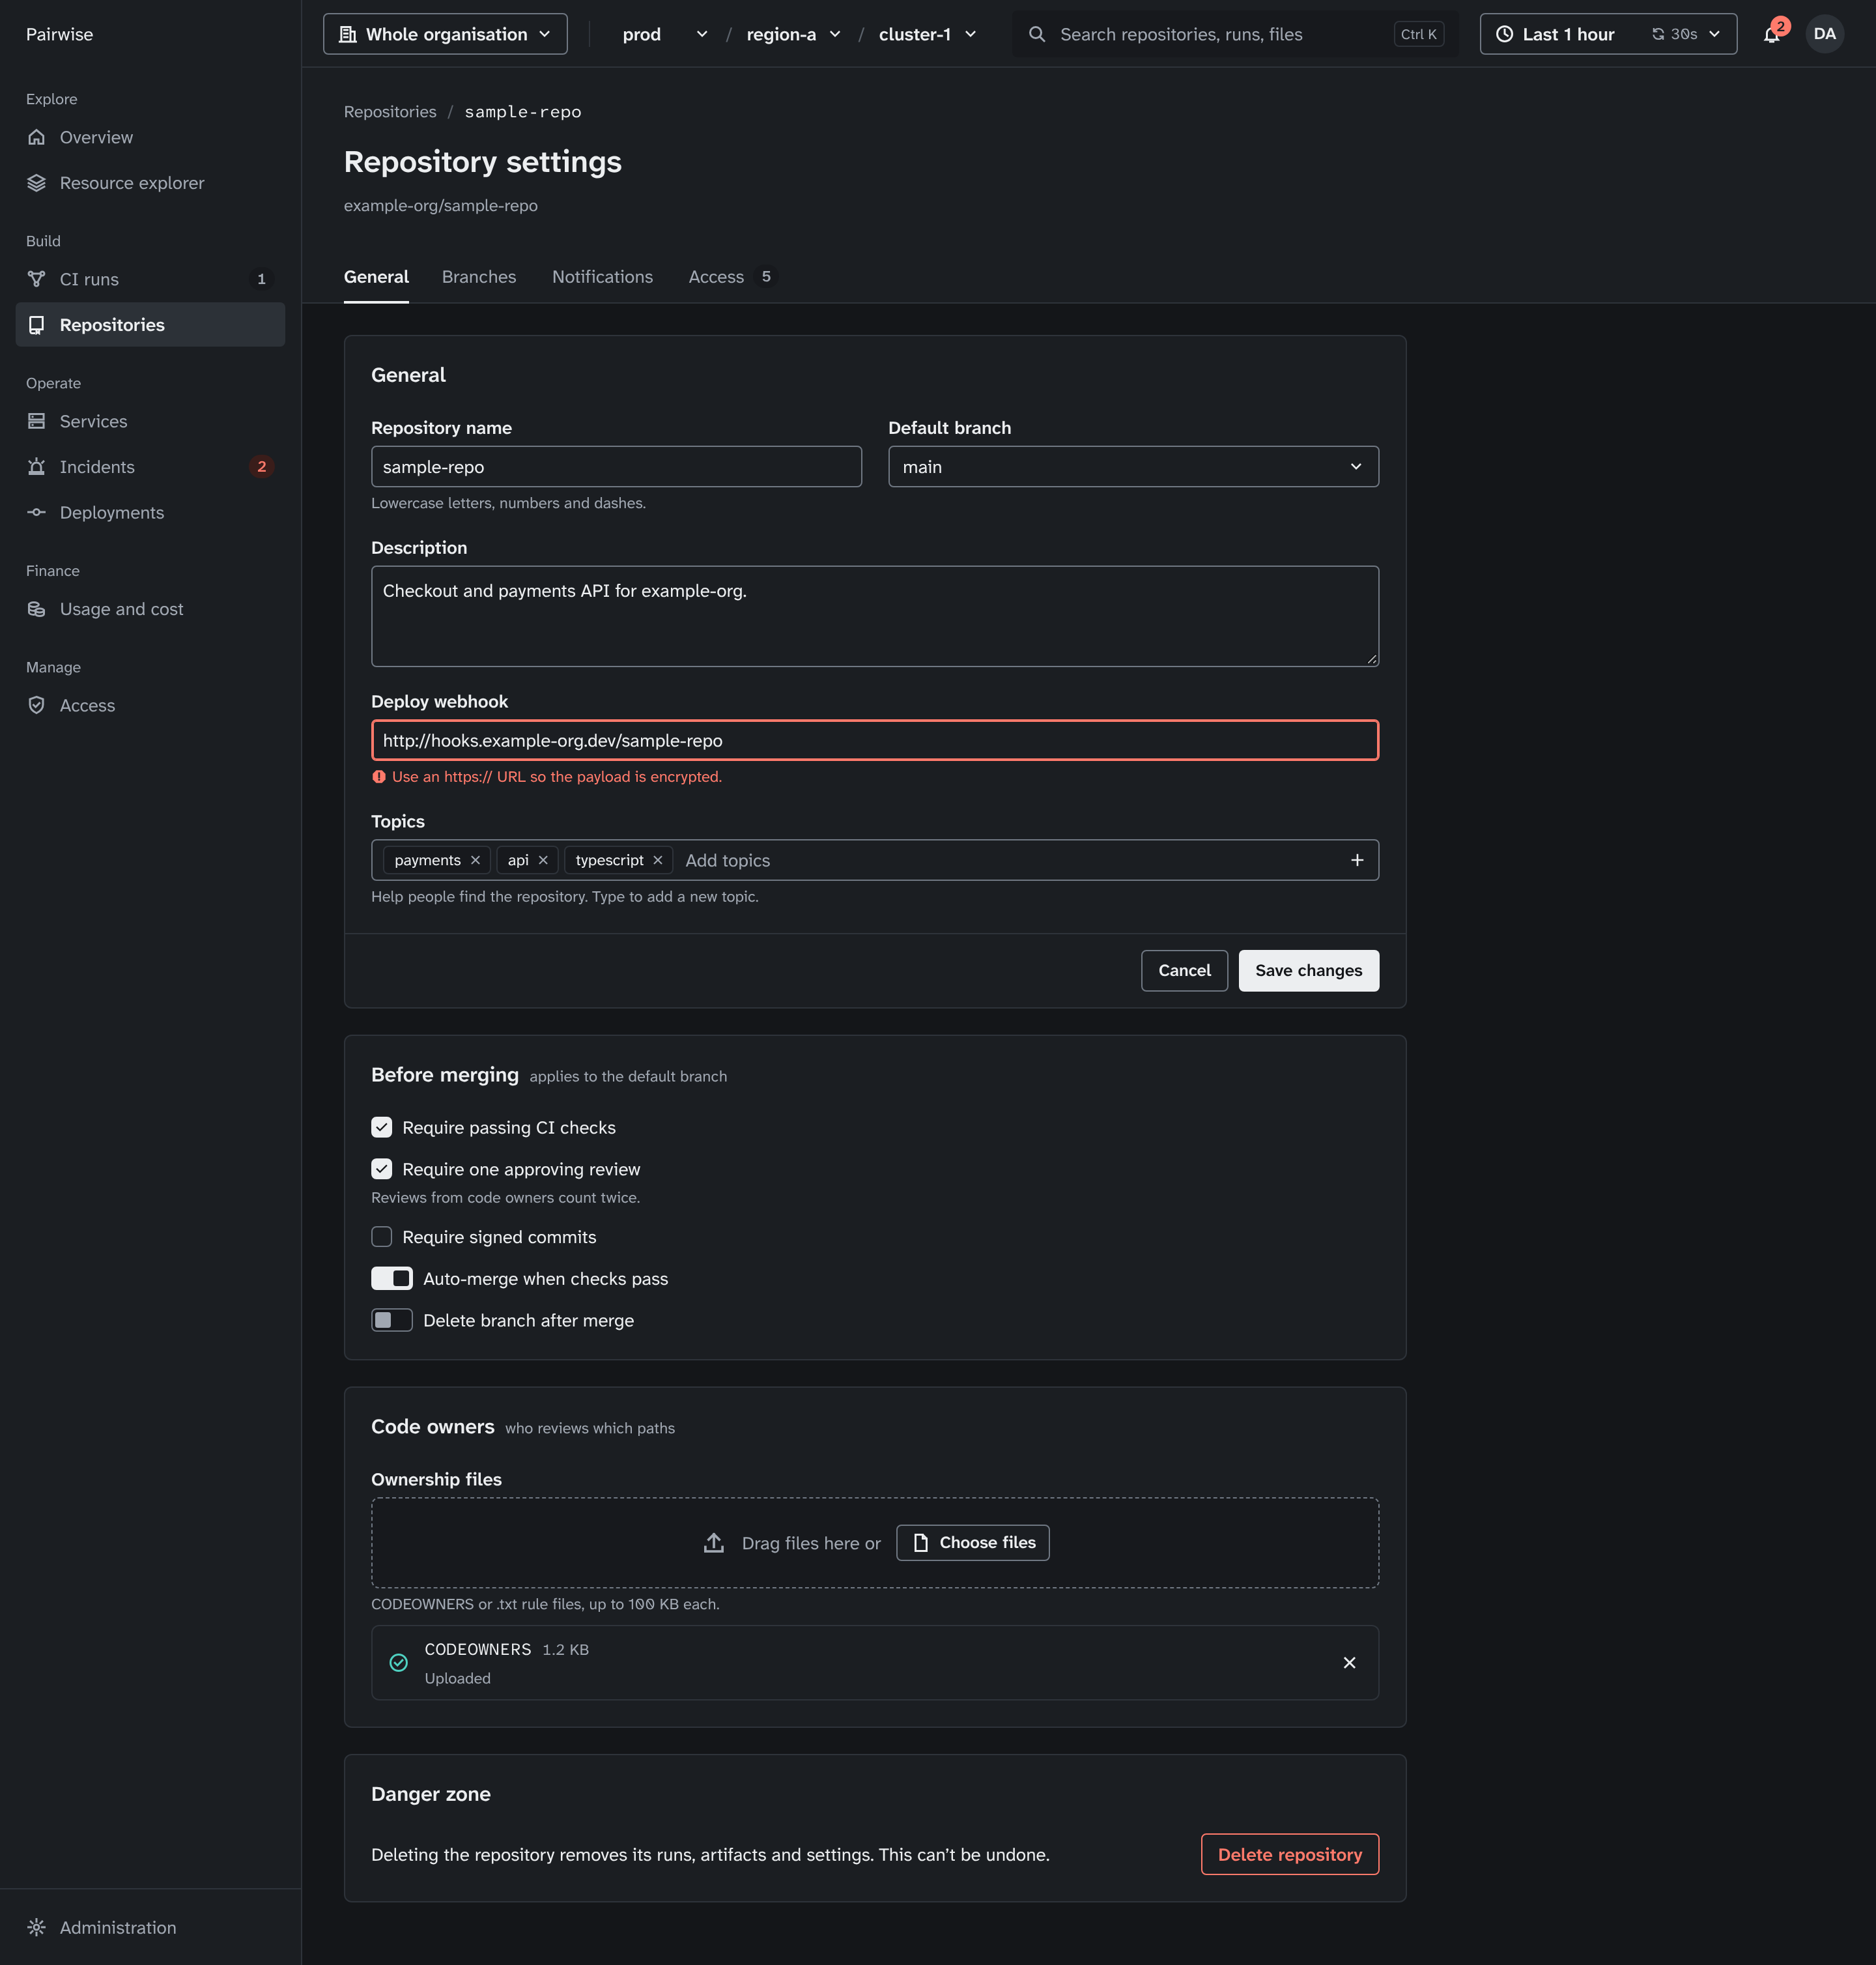 Pairwise
Whole organisation
prod / region-a / cluster-1
Search repositories, runs, files
Ctrl K
Last 1 hour
30s
2
DA
Explore
Overview
Resource explorer
Build
CI runs 1
Repositories
Operate
Services
Incidents 2
Deployments
Finance
Usage and cost
Manage
Access
Administration
Repositories / sample-repo
Repository settings
example-org/sample-repo
General Branches Notifications Access 5
General
Repository name
sample-repo
Lowercase letters, numbers and dashes.
Default branch
main
Description
Checkout and payments API for example-org.
Deploy webhook
http://hooks.example-org.dev/sample-repo
Use an https:// URL so the payload is encrypted.
Topics
payments api typescript Add topics
Help people find the repository. Type to add a new topic.
Cancel Save changes
Before merging applies to the default branch
Require passing CI checks
Require one approving review
Reviews from code owners count twice.
Require signed commits
Auto-merge when checks pass
Delete branch after merge
Code owners who reviews which paths
Ownership files
Drag files here or Choose files
CODEOWNERS or .txt rule files, up to 100 KB each.
CODEOWNERS 1.2 KB
Uploaded
Danger zone
Deleting the repository removes its runs, artifacts and settings. This can’t be undone.
Delete repository